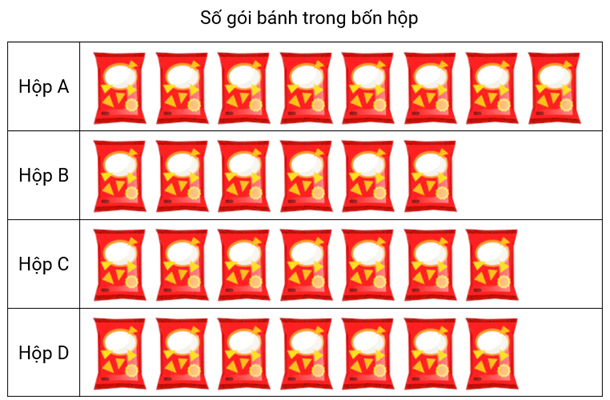 Số gói bánh trong bốn hộp
Hộp A
Hộp B
Hộp C
Hộp D